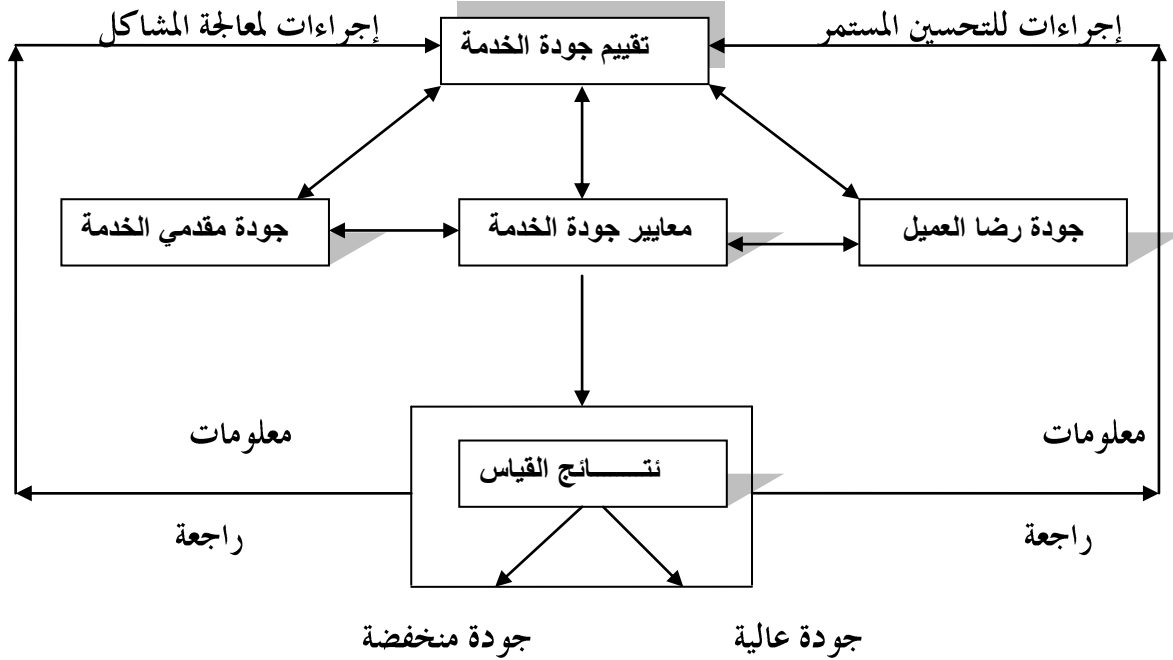 إجراءات للتحسين المستمر
تقييم جودة الخدمة
إجراءات لمعالجة المشاكل
جودة رضا العميل
معايير جودة الخدمة
جودة مقدمي الخدمة
معلومات
معلومات
نتـــــــائج القياس
راجعة
راجعة
جودة عالية
جودة منخفضة